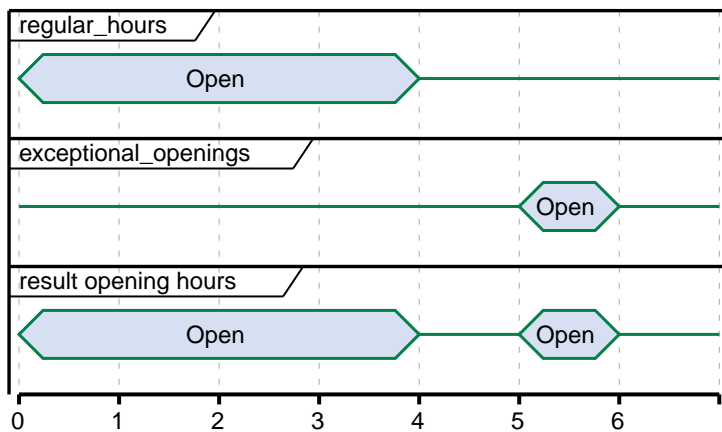 regular_hours
Open
exceptional_openings
Open
result opening hours
Open Open
0 1 2 3 4 5 6